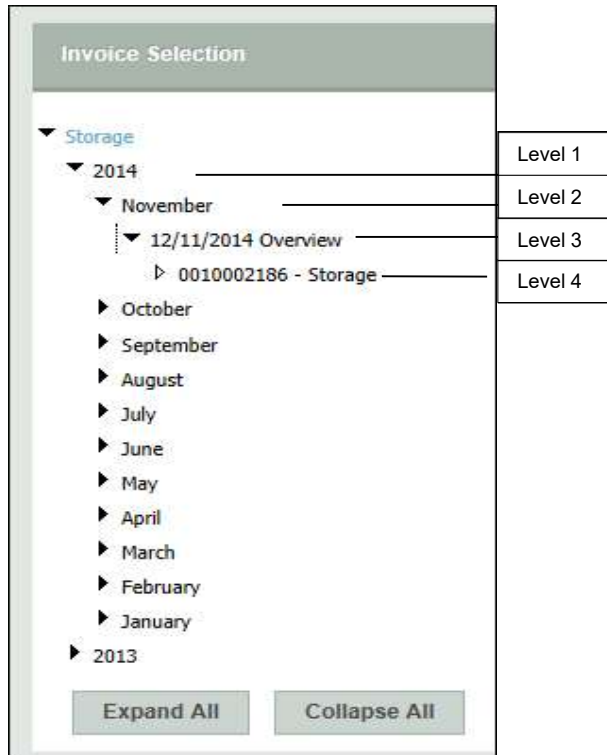 Invoice Selection
Storage
2014
Level 1
November
Level 2
12/11/2014 Overview
Level 3
0010002186 - Storage
Level 4
October
September
August
July
June
May
April
March
February
January
2013
Expand All
Collapse All